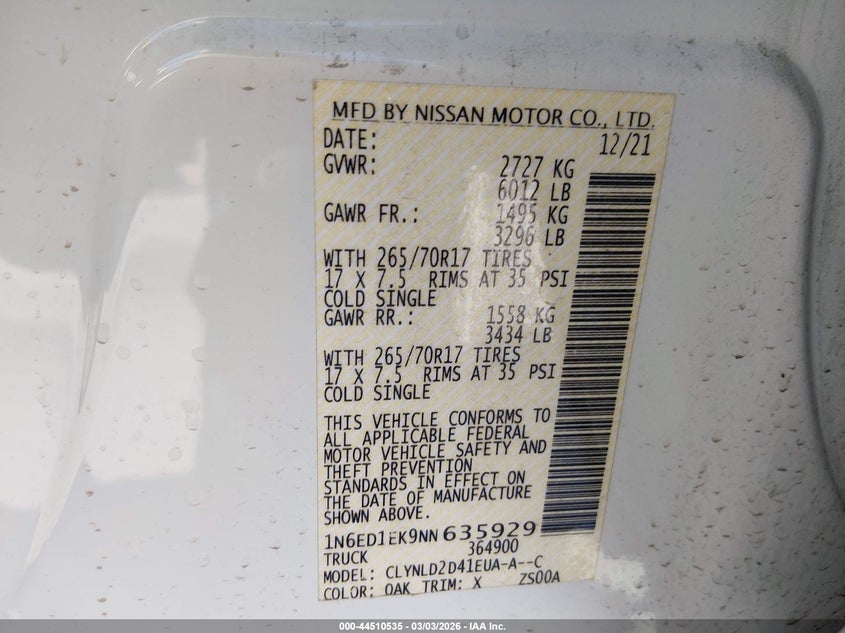 MFD BY NISSAN MOTOR CO., LTD.
DATE: 12/21
GVWR: 2727 KG
6012 LB
GAWR FR.: 1495 KG
3296 LB
WITH 265/70R17 TIRES
17 X 7.5 RIMS AT 35 PSI
COLD SINGLE
GAWR RR.: 1558 KG
3434 LB
WITH 265/70R17 TIRES
17 X 7.5 RIMS AT 35 PSI
COLD SINGLE
THIS VEHICLE CONFORMS TO
ALL APPLICABLE FEDERAL
MOTOR VEHICLE SAFETY AND
THEFT PREVENTION
STANDARDS IN EFFECT ON
THE DATE OF MANUFACTURE
SHOWN ABOVE.
1N6ED1EK9NN635929
TRUCK 364900
MODEL: CLYNLD2D41EUA-A--C
COLOR: QAK TRIM: X ZS00A
000-44510535 - 03/03/2026 - IAA Inc.